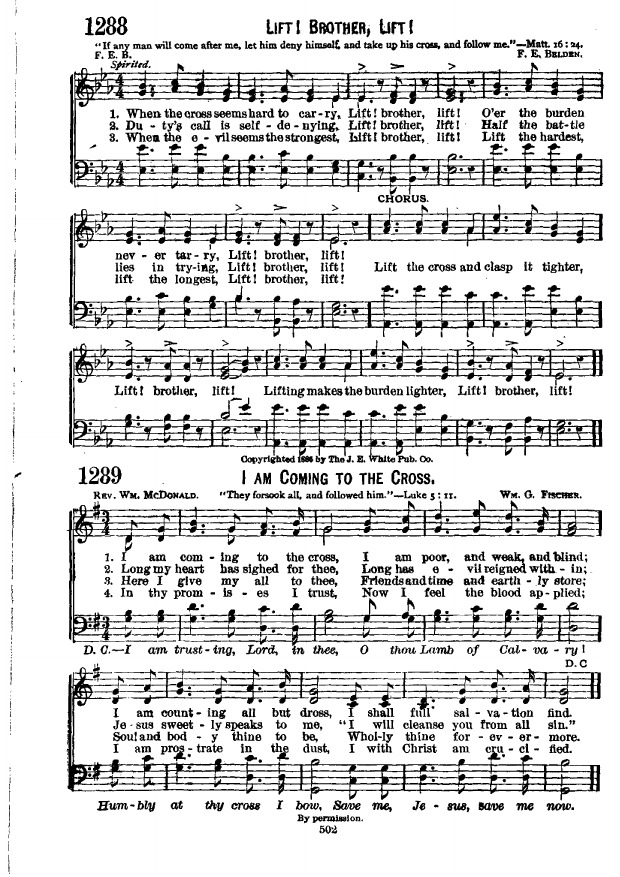 1288 LIFT! BROTHER, LIFT!
"If any man will come after me, let him deny himself, and take up his cross, and follow me."—Matt. 16:24.
F. E. B. F. E. BELDEN.
Spirited.
1. When the cross seems hard to car-ry, Lift! brother, lift! O'er the burden
2. Du-ty's call is self-de-nying, Lift! brother, lift! Half the bat-tle
3. When the e-vil seems the strongest, Lift! brother, lift! Lift the hardest,
CHORUS.
nev-er tar-ry, Lift! brother, lift!
lies in try-ing, Lift! brother, lift! Lift the cross and clasp it tighter,
lift the longest, Lift! brother, lift!
Lift! brother, lift! Lifting makes the burden lighter, Lift! brother, lift!
Copyrighted 1886 by The J. E. White Pub. Co.
1289 I AM COMING TO THE CROSS.
REV. WM. MCDONALD. "They forsook all, and followed him."—Luke 5:11. WM. G. FISCHER.
1. I am com-ing to the cross, I am poor, and weak, and blind;
2. Long my heart has sighed for thee, Long has e-vil reigned with-in;
3. Here I give my all to thee, Friends and time and earth-ly store;
4. In thy prom-is-es I trust, Now I feel the blood ap-plied;
D. C.—I am trust-ing, Lord, in thee, O thou Lamb of Cal-va-ry!
D. C
I am count-ing all but dross, I shall full sal-va-tion find.
Je-sus sweet-ly speaks to me, "I will cleanse you from all sin."
Soul and bod-y thine to be, Whol-ly thine for-ev-er-more.
I am pros-trate in the dust, I with Christ am cru-ci-fied.
Hum-bly at thy cross I bow, Save me, Je-sus, save me now.
By permission.
502